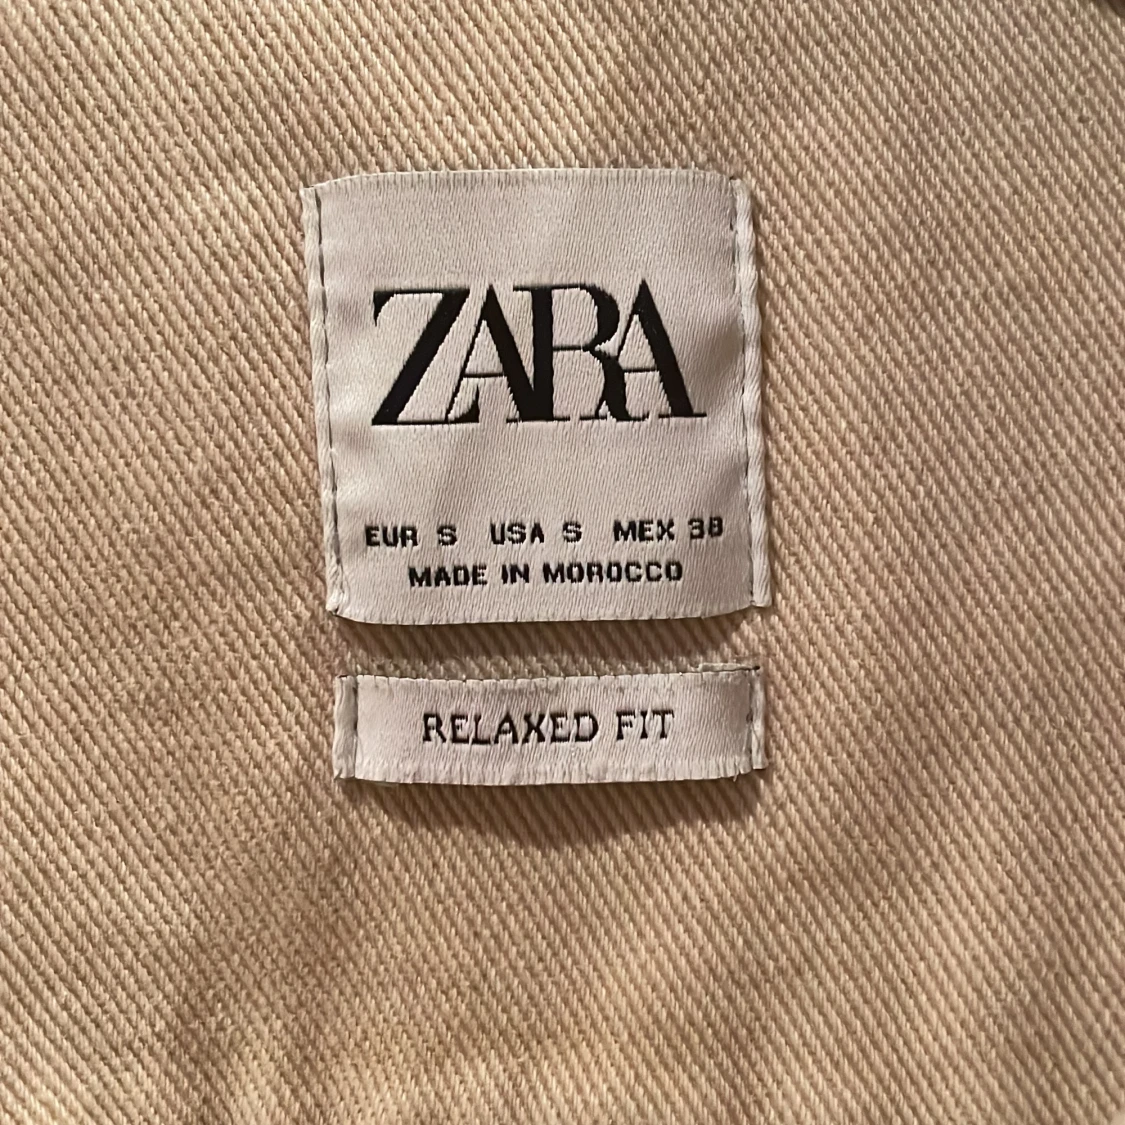 ZARA
EUR S USA S MEX 38
MADE IN MOROCCO
RELAXED FIT